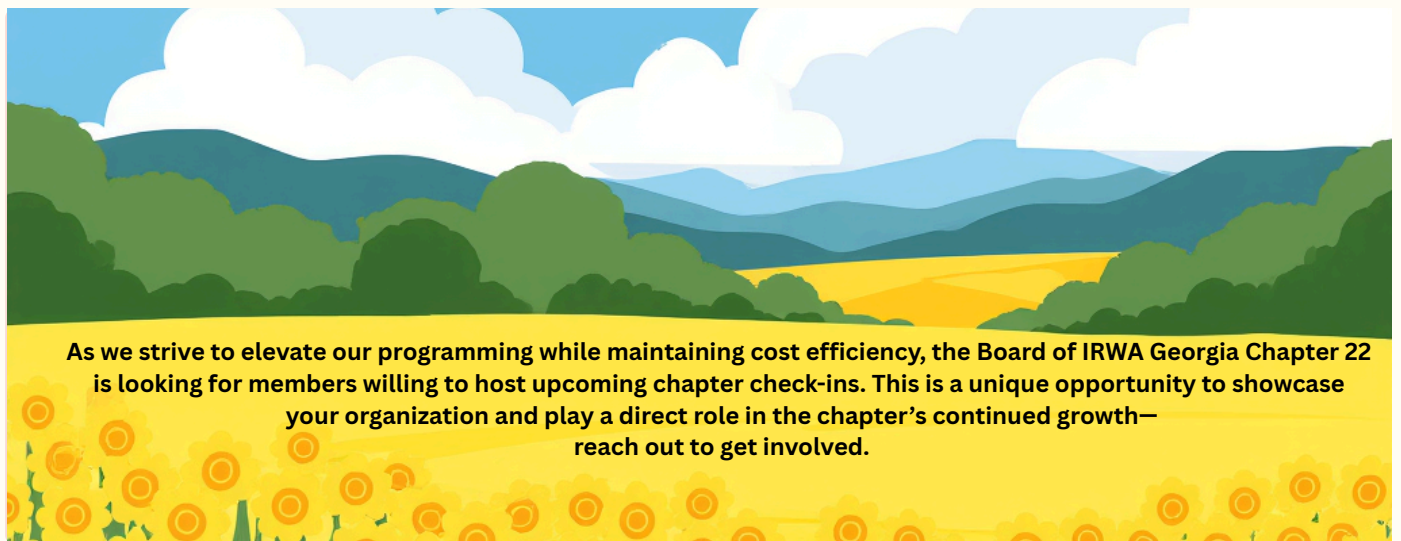 As we strive to elevate our programming while maintaining cost efficiency, the Board of IRWA Georgia Chapter 22
is looking for members willing to host upcoming chapter check-ins. This is a unique opportunity to showcase
your organization and play a direct role in the chapter’s continued growth—
reach out to get involved.